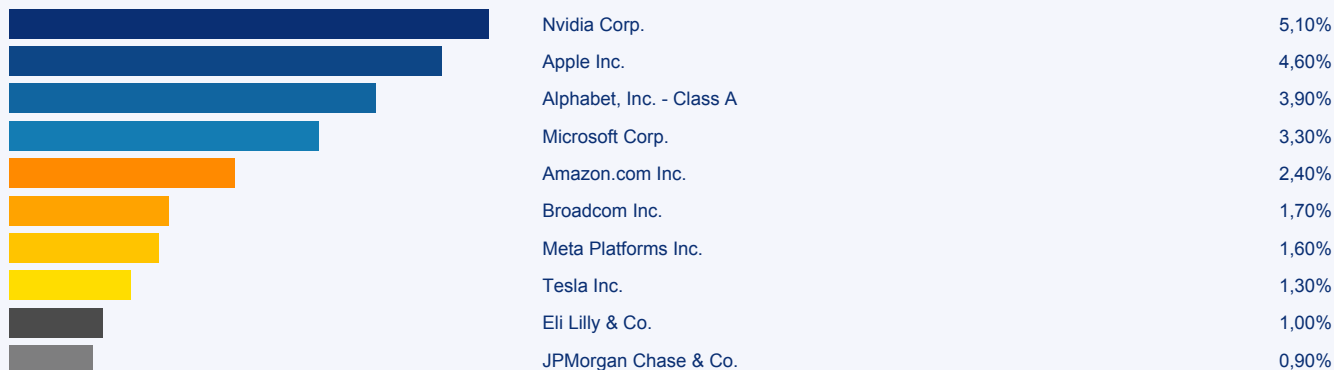 Nvidia Corp. 5,10%
Apple Inc. 4,60%
Alphabet, Inc. - Class A 3,90%
Microsoft Corp. 3,30%
Amazon.com Inc. 2,40%
Broadcom Inc. 1,70%
Meta Platforms Inc. 1,60%
Tesla Inc. 1,30%
Eli Lilly & Co. 1,00%
JPMorgan Chase & Co. 0,90%